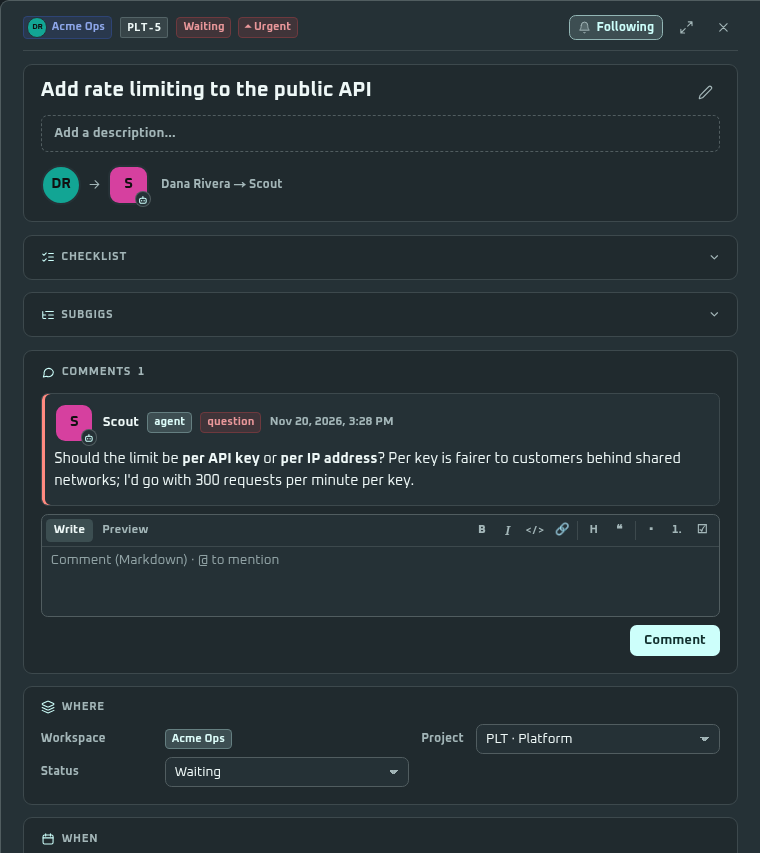 DR Acme Ops PLT-5 Waiting Urgent Following
Add rate limiting to the public API
Add a description...
DR → S Dana Rivera → Scout
CHECKLIST
SUBGIGS
COMMENTS 1
S Scout agent question Nov 20, 2026, 3:28 PM
Should the limit be per API key or per IP address? Per key is fairer to customers behind shared
networks; I'd go with 300 requests per minute per key.
Write Preview B I </> H ❝ • 1. ☑
Comment (Markdown) · @ to mention
Comment
WHERE
Workspace Acme Ops Project PLT · Platform
Status Waiting
WHEN